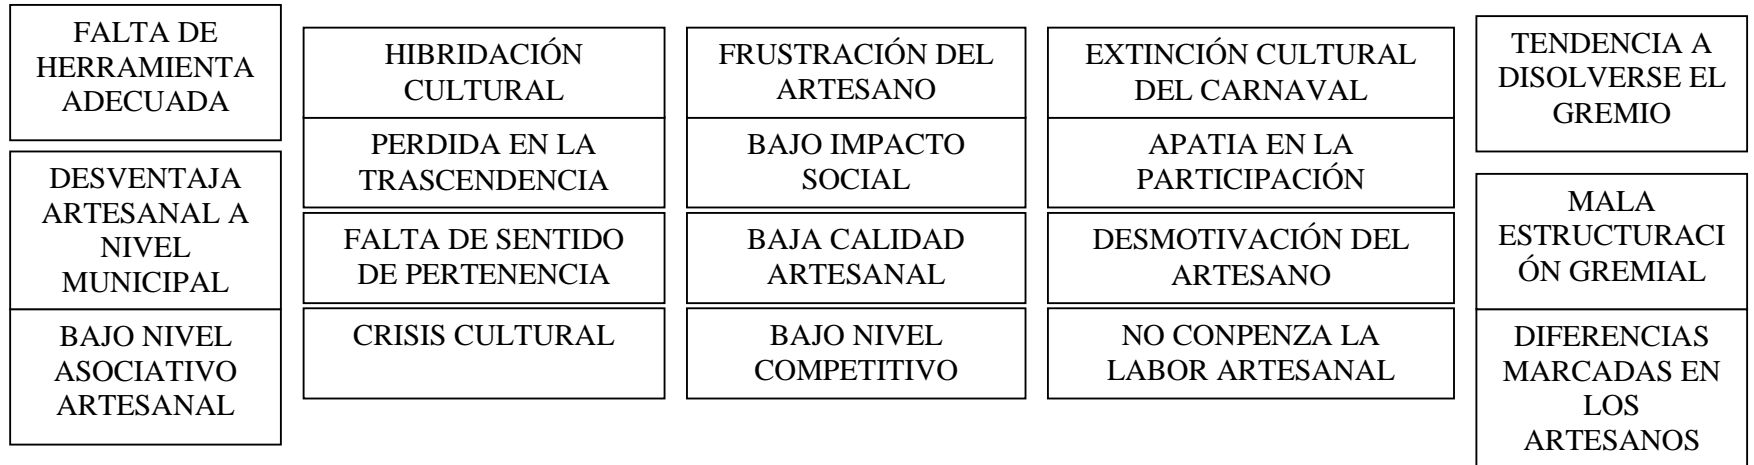 FALTA DE
HERRAMIENTA
ADECUADA
DESVENTAJA
ARTESANAL A
NIVEL
MUNICIPAL
BAJO NIVEL
ASOCIATIVO
ARTESANAL
HIBRIDACIÓN
CULTURAL
PERDIDA EN LA
TRASCENDENCIA
FALTA DE SENTIDO
DE PERTENENCIA
CRISIS CULTURAL
FRUSTRACIÓN DEL
ARTESANO
BAJO IMPACTO
SOCIAL
BAJA CALIDAD
ARTESANAL
BAJO NIVEL
COMPETITIVO
EXTINCIÓN CULTURAL
DEL CARNAVAL
APATIA EN LA
PARTICIPACIÓN
DESMOTIVACIÓN DEL
ARTESANO
NO CONPENZA LA
LABOR ARTESANAL
TENDENCIA A
DISOLVERSE EL
GREMIO
MALA
ESTRUCTURACI
ÓN GREMIAL
DIFERENCIAS
MARCADAS EN
LOS
ARTESANOS